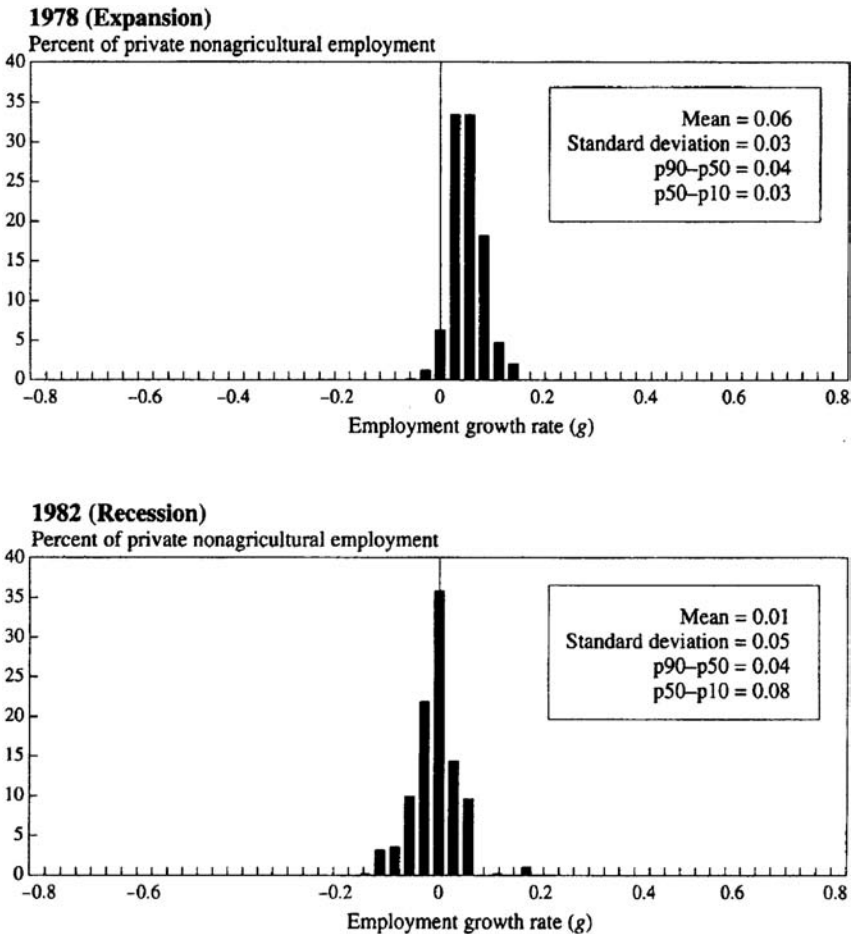 1978 (Expansion)
Percent of private nonagricultural employment
40
35
30
25
20
15
10
5
0
Mean = 0.06
Standard deviation = 0.03
p90–p50 = 0.04
p50–p10 = 0.03
−0.8 −0.6 −0.4 −0.2 0 0.2 0.4 0.6 0.8
Employment growth rate (g)
1982 (Recession)
Percent of private nonagricultural employment
40
35
30
25
20
15
10
5
0
Mean = 0.01
Standard deviation = 0.05
p90–p50 = 0.04
p50–p10 = 0.08
−0.8 −0.6 −0.2 0 0.2 0.4 0.6 0.8
Employment growth rate (g)